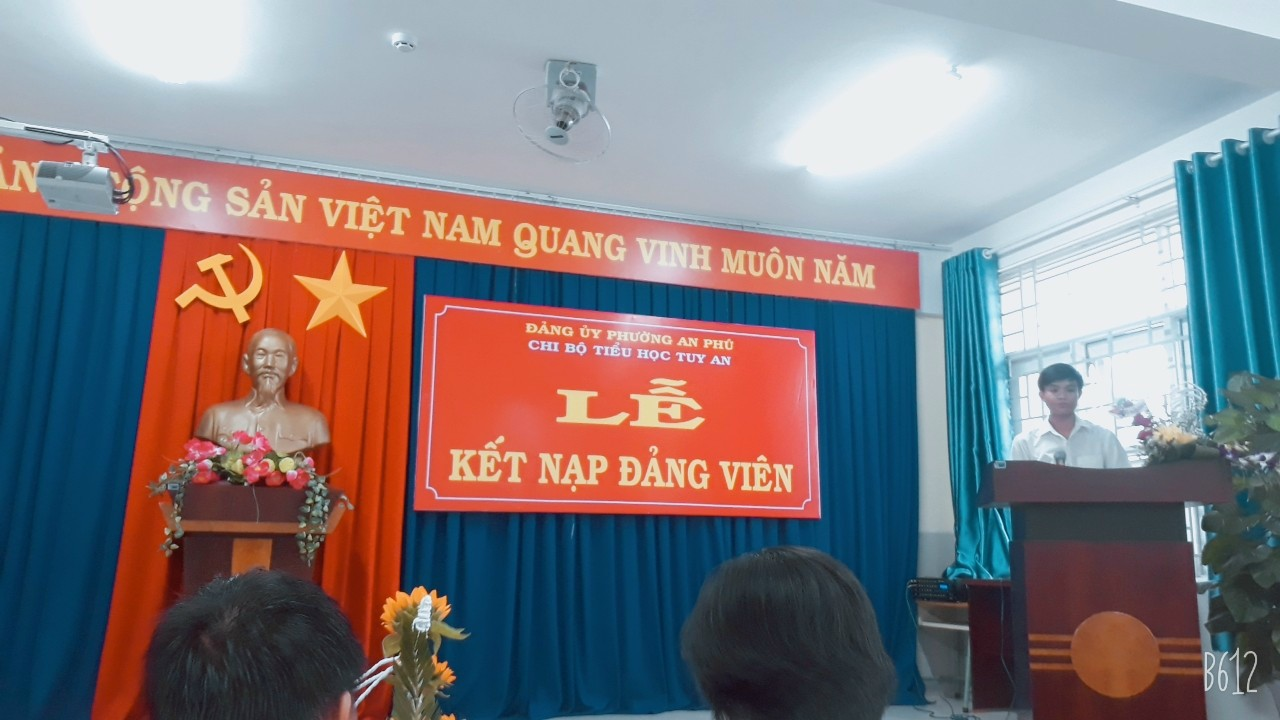 SẢN VIỆT NAM QUANG VINH MUÔN NĂM
ĐẢNG ỦY PHƯỜNG AN PHÚ
CHI BỘ TIỂU HỌC TUY AN
LỄ
KẾT NẠP ĐẢNG VIÊN
B612